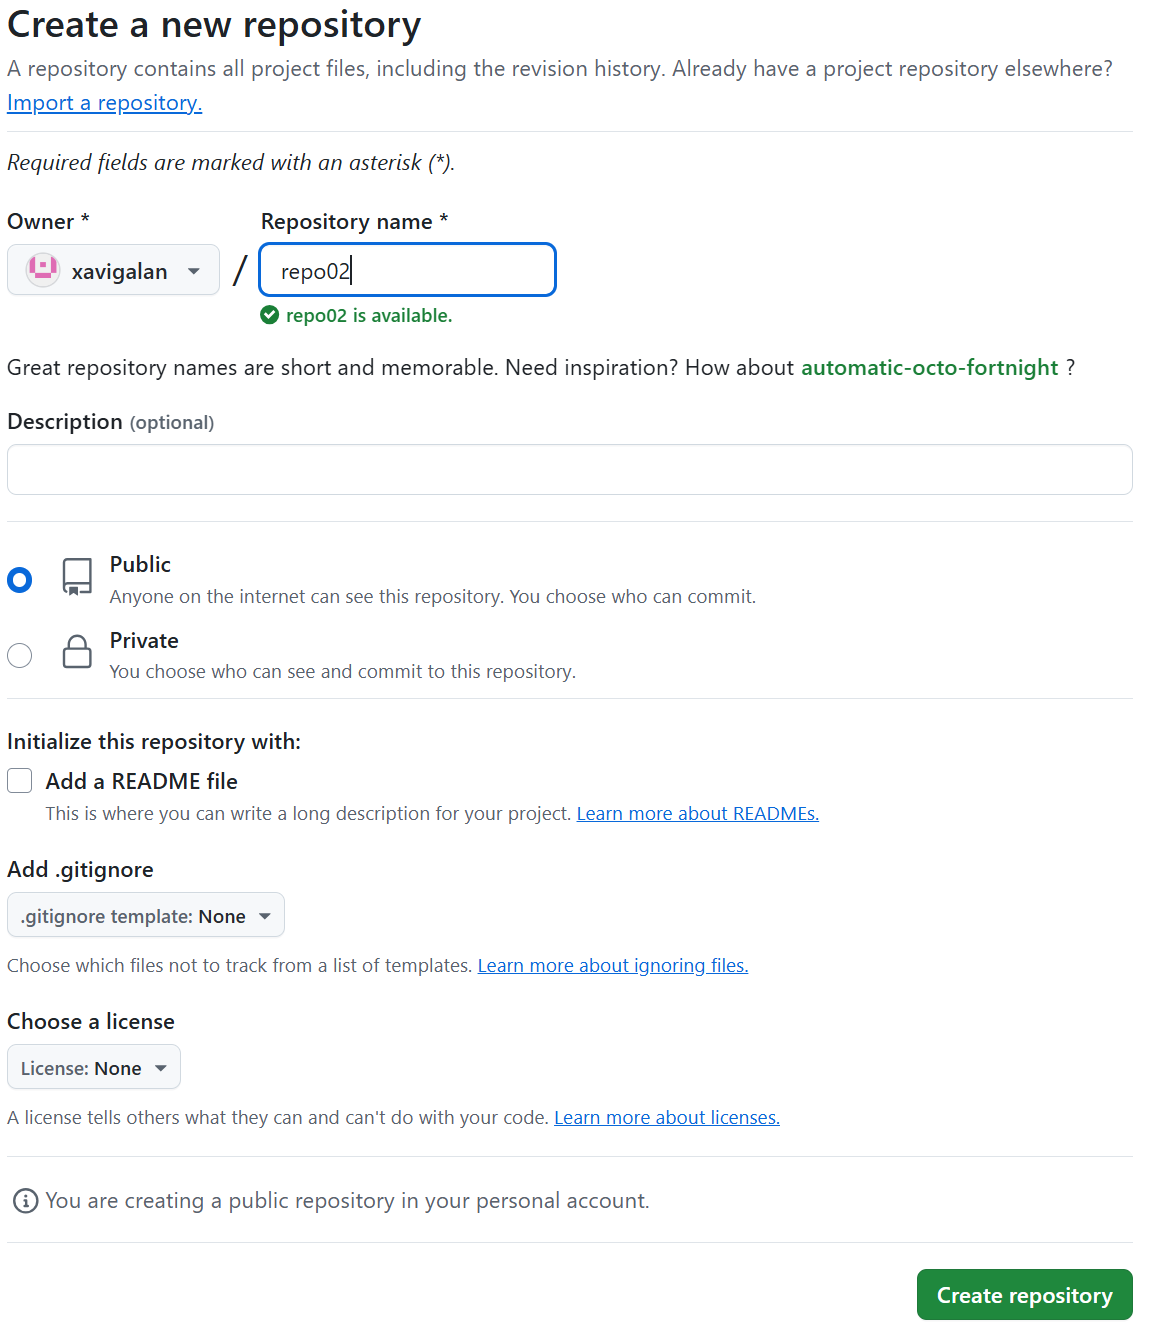 Create a new repository
A repository contains all project files, including the revision history. Already have a project repository elsewhere?
Import a repository.
Required fields are marked with an asterisk (*).
Owner * Repository name *
xavigalan / repo02
repo02 is available.
Great repository names are short and memorable. Need inspiration? How about automatic-octo-fortnight ?
Description (optional)
Public
Anyone on the internet can see this repository. You choose who can commit.
Private
You choose who can see and commit to this repository.
Initialize this repository with:
Add a README file
This is where you can write a long description for your project. Learn more about READMEs.
Add .gitignore
.gitignore template: None
Choose which files not to track from a list of templates. Learn more about ignoring files.
Choose a license
License: None
A license tells others what they can and can't do with your code. Learn more about licenses.
You are creating a public repository in your personal account.
Create repository